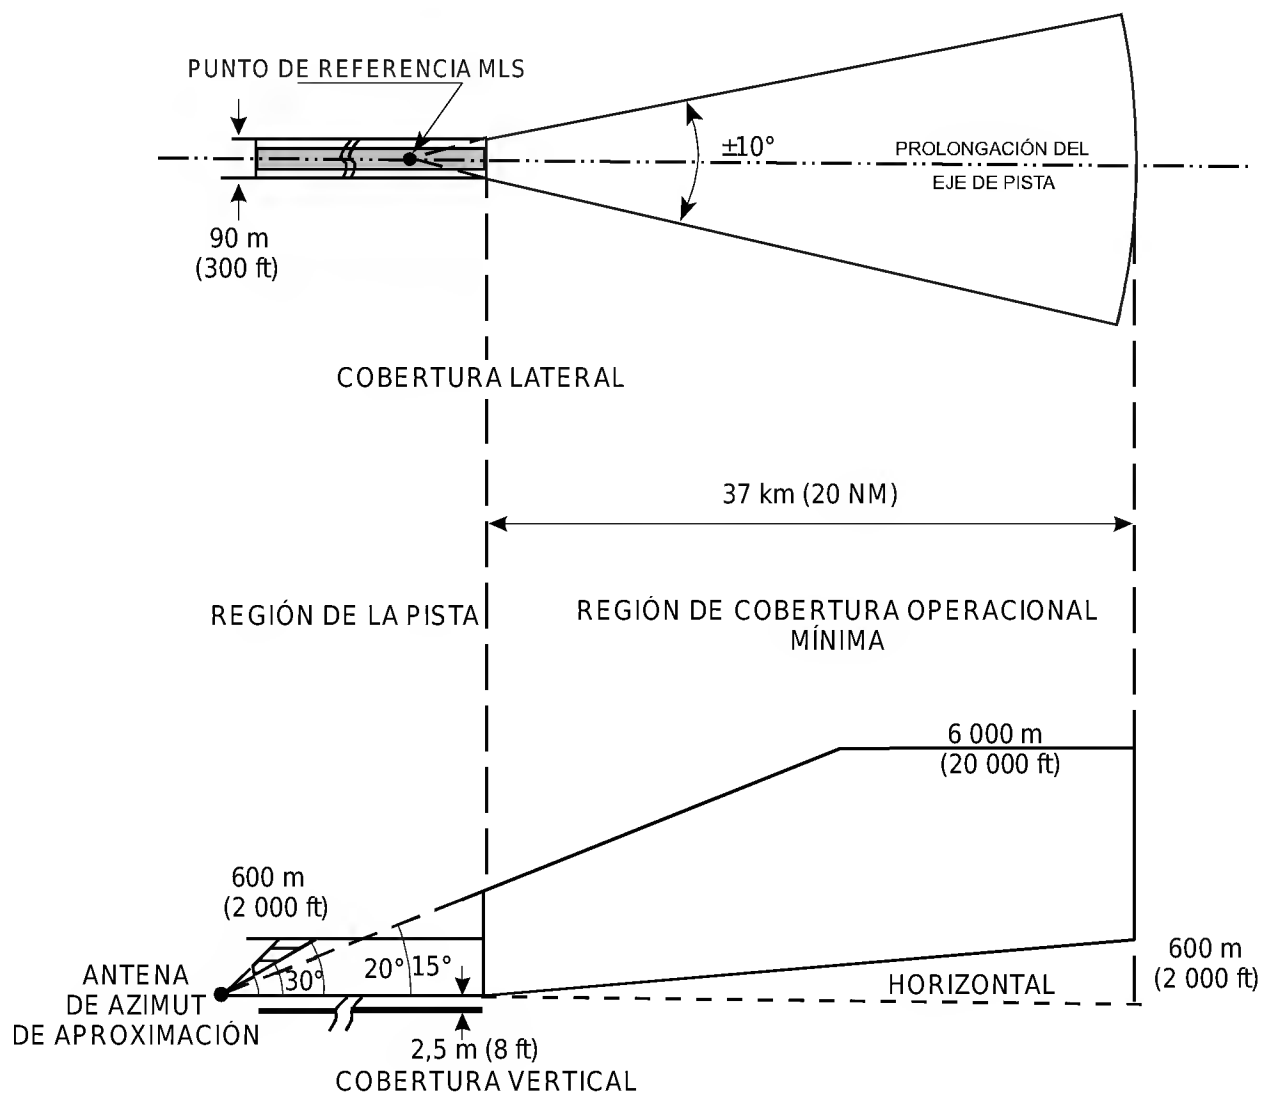 PUNTO DE REFERENCIA MLS
±10°
PROLONGACIÓN DEL
EJE DE PISTA
90 m
(300 ft)
COBERTURA LATERAL
37 km (20 NM)
REGIÓN DE LA PISTA
REGIÓN DE COBERTURA OPERACIONAL
MÍNIMA
6 000 m
(20 000 ft)
600 m
(2 000 ft)
30°
20°
15°
ANTENA
DE AZIMUT
DE APROXIMACIÓN
HORIZONTAL
600 m
(2 000 ft)
2,5 m (8 ft)
COBERTURA VERTICAL